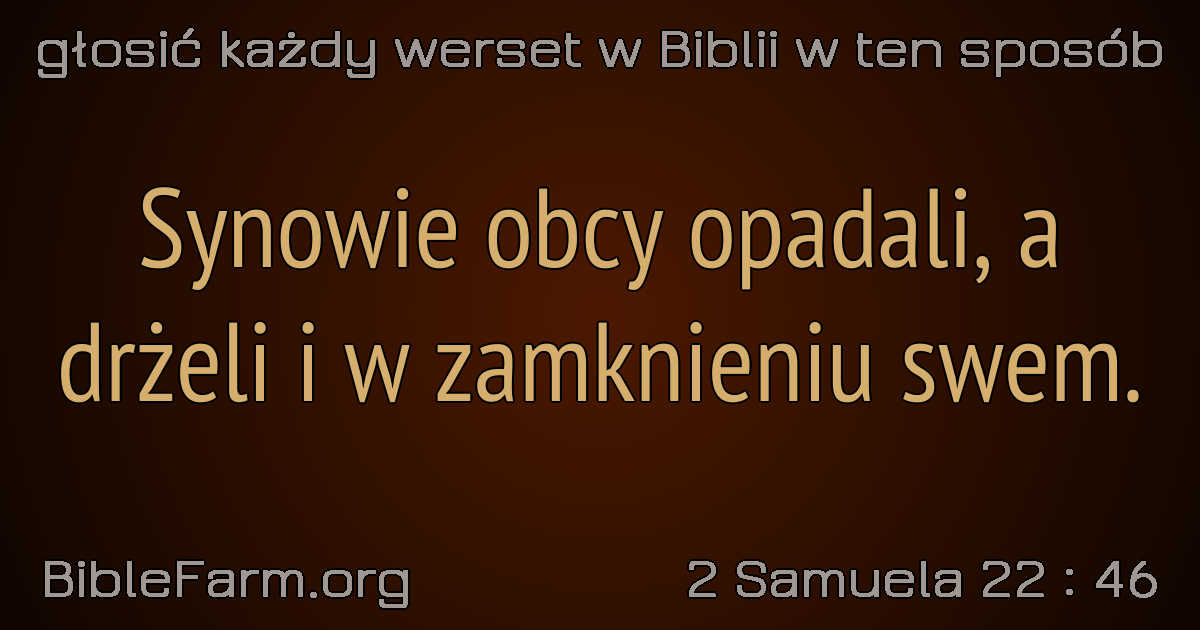 głosić każdy werset w Biblii w ten sposób
Synowie obcy opadali, a
drżeli i w zamknieniu swem.
BibleFarm.org
2 Samuela 22 : 46